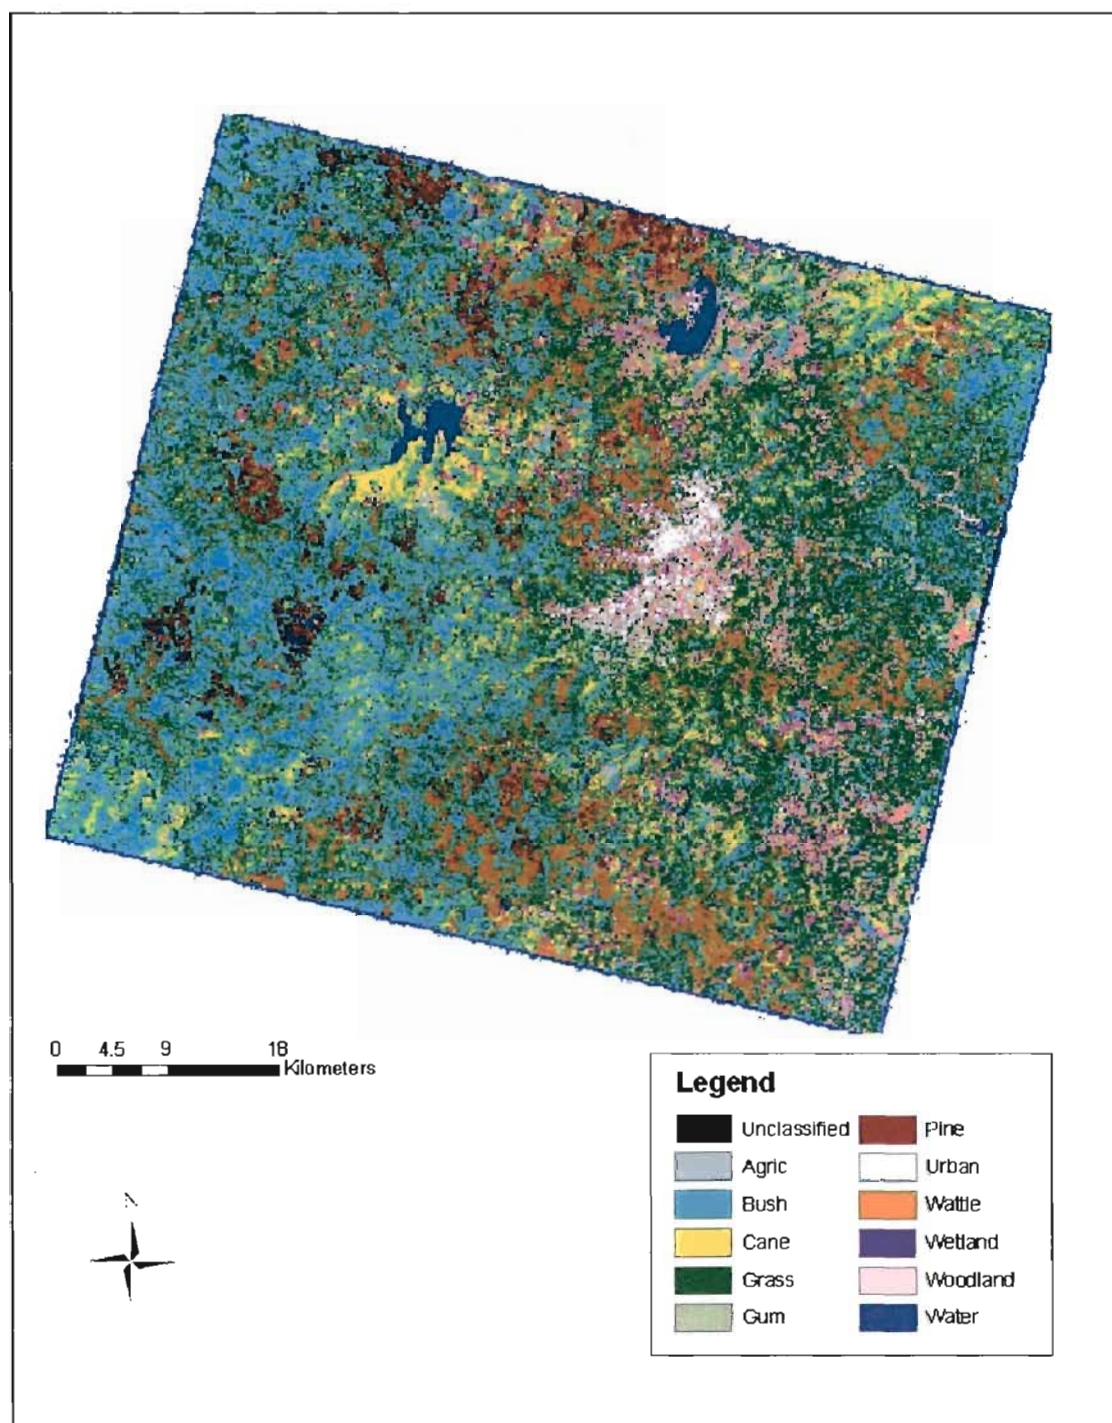 0 4.5 9 18
Kilometers
N
Legend
Unclassified
Agric
Bush
Cane
Grass
Gum
Pine
Urban
Wattle
Wetland
Woodland
Water